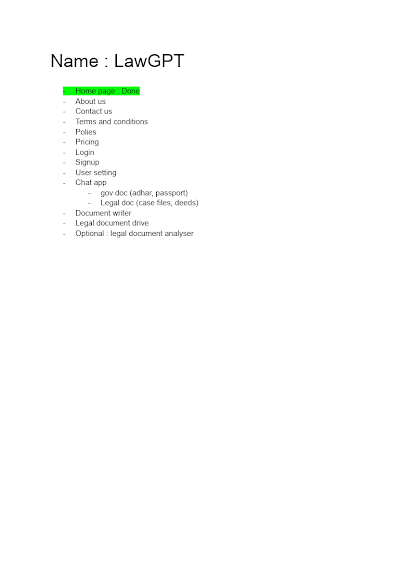 Name : LawGPT
- Home page : Done
- About us
- Contact us
- Terms and conditions
- Polies
- Pricing
- Login
- Signup
- User setting
- Chat app
- gov doc (adhar, passport)
- Legal doc (case files, deeds)
- Document writer
- Legal document drive
- Optional : legal document analyser